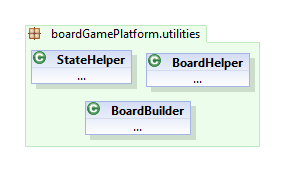 boardGamePlatform.utilities
StateHelper
...
BoardHelper
...
BoardBuilder
...